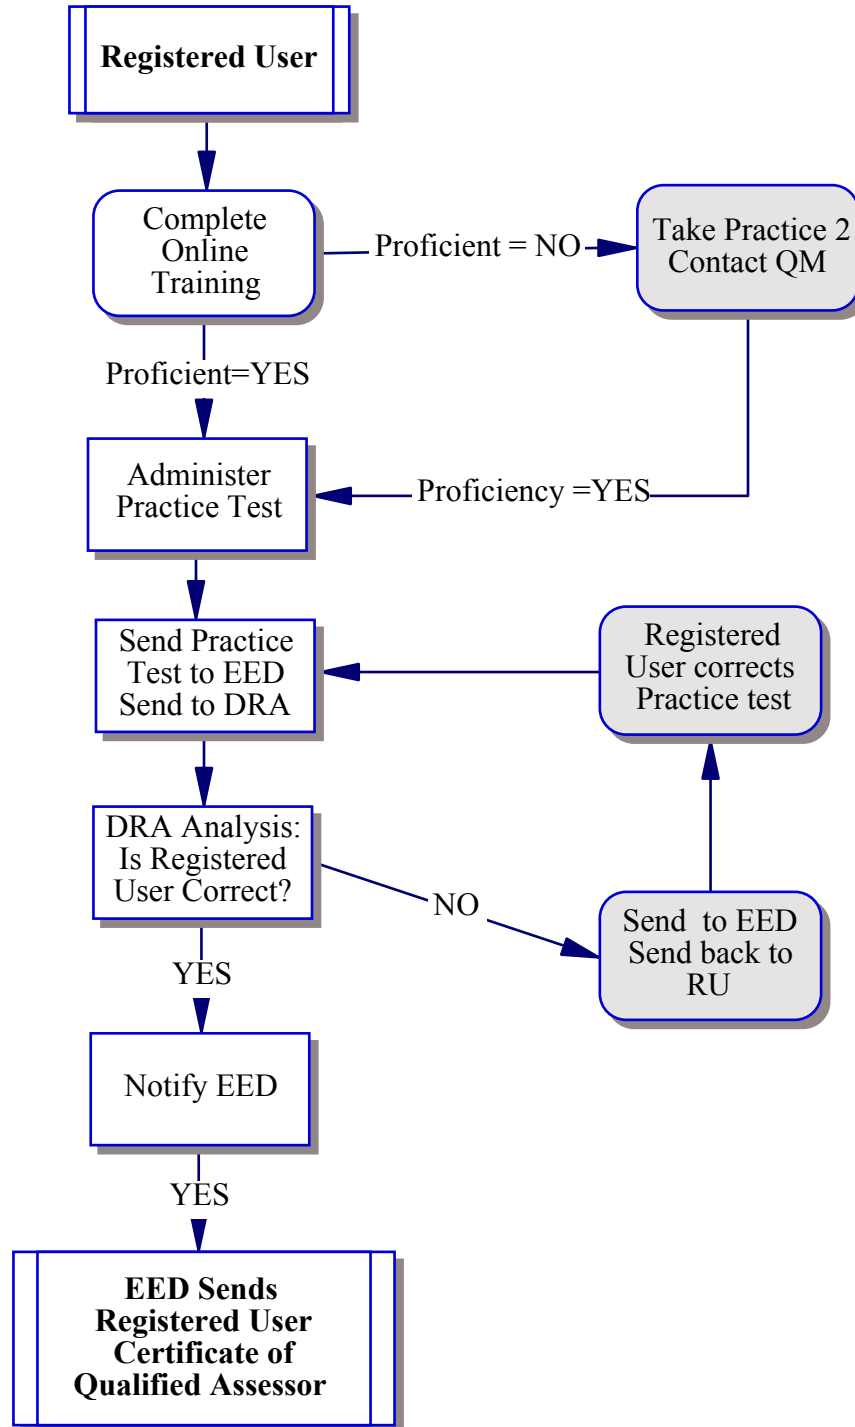 Registered User
Complete
Online
Training
Proficient = NO
Take Practice 2
Contact QM
Proficient=YES
Administer
Practice Test
Proficiency =YES
Send Practice
Test to EED
Send to DRA
Registered
User corrects
Practice test
DRA Analysis:
Is Registered
User Correct?
NO
Send to EED
Send back to
RU
YES
Notify EED
YES
EED Sends
Registered User
Certificate of
Qualified Assessor